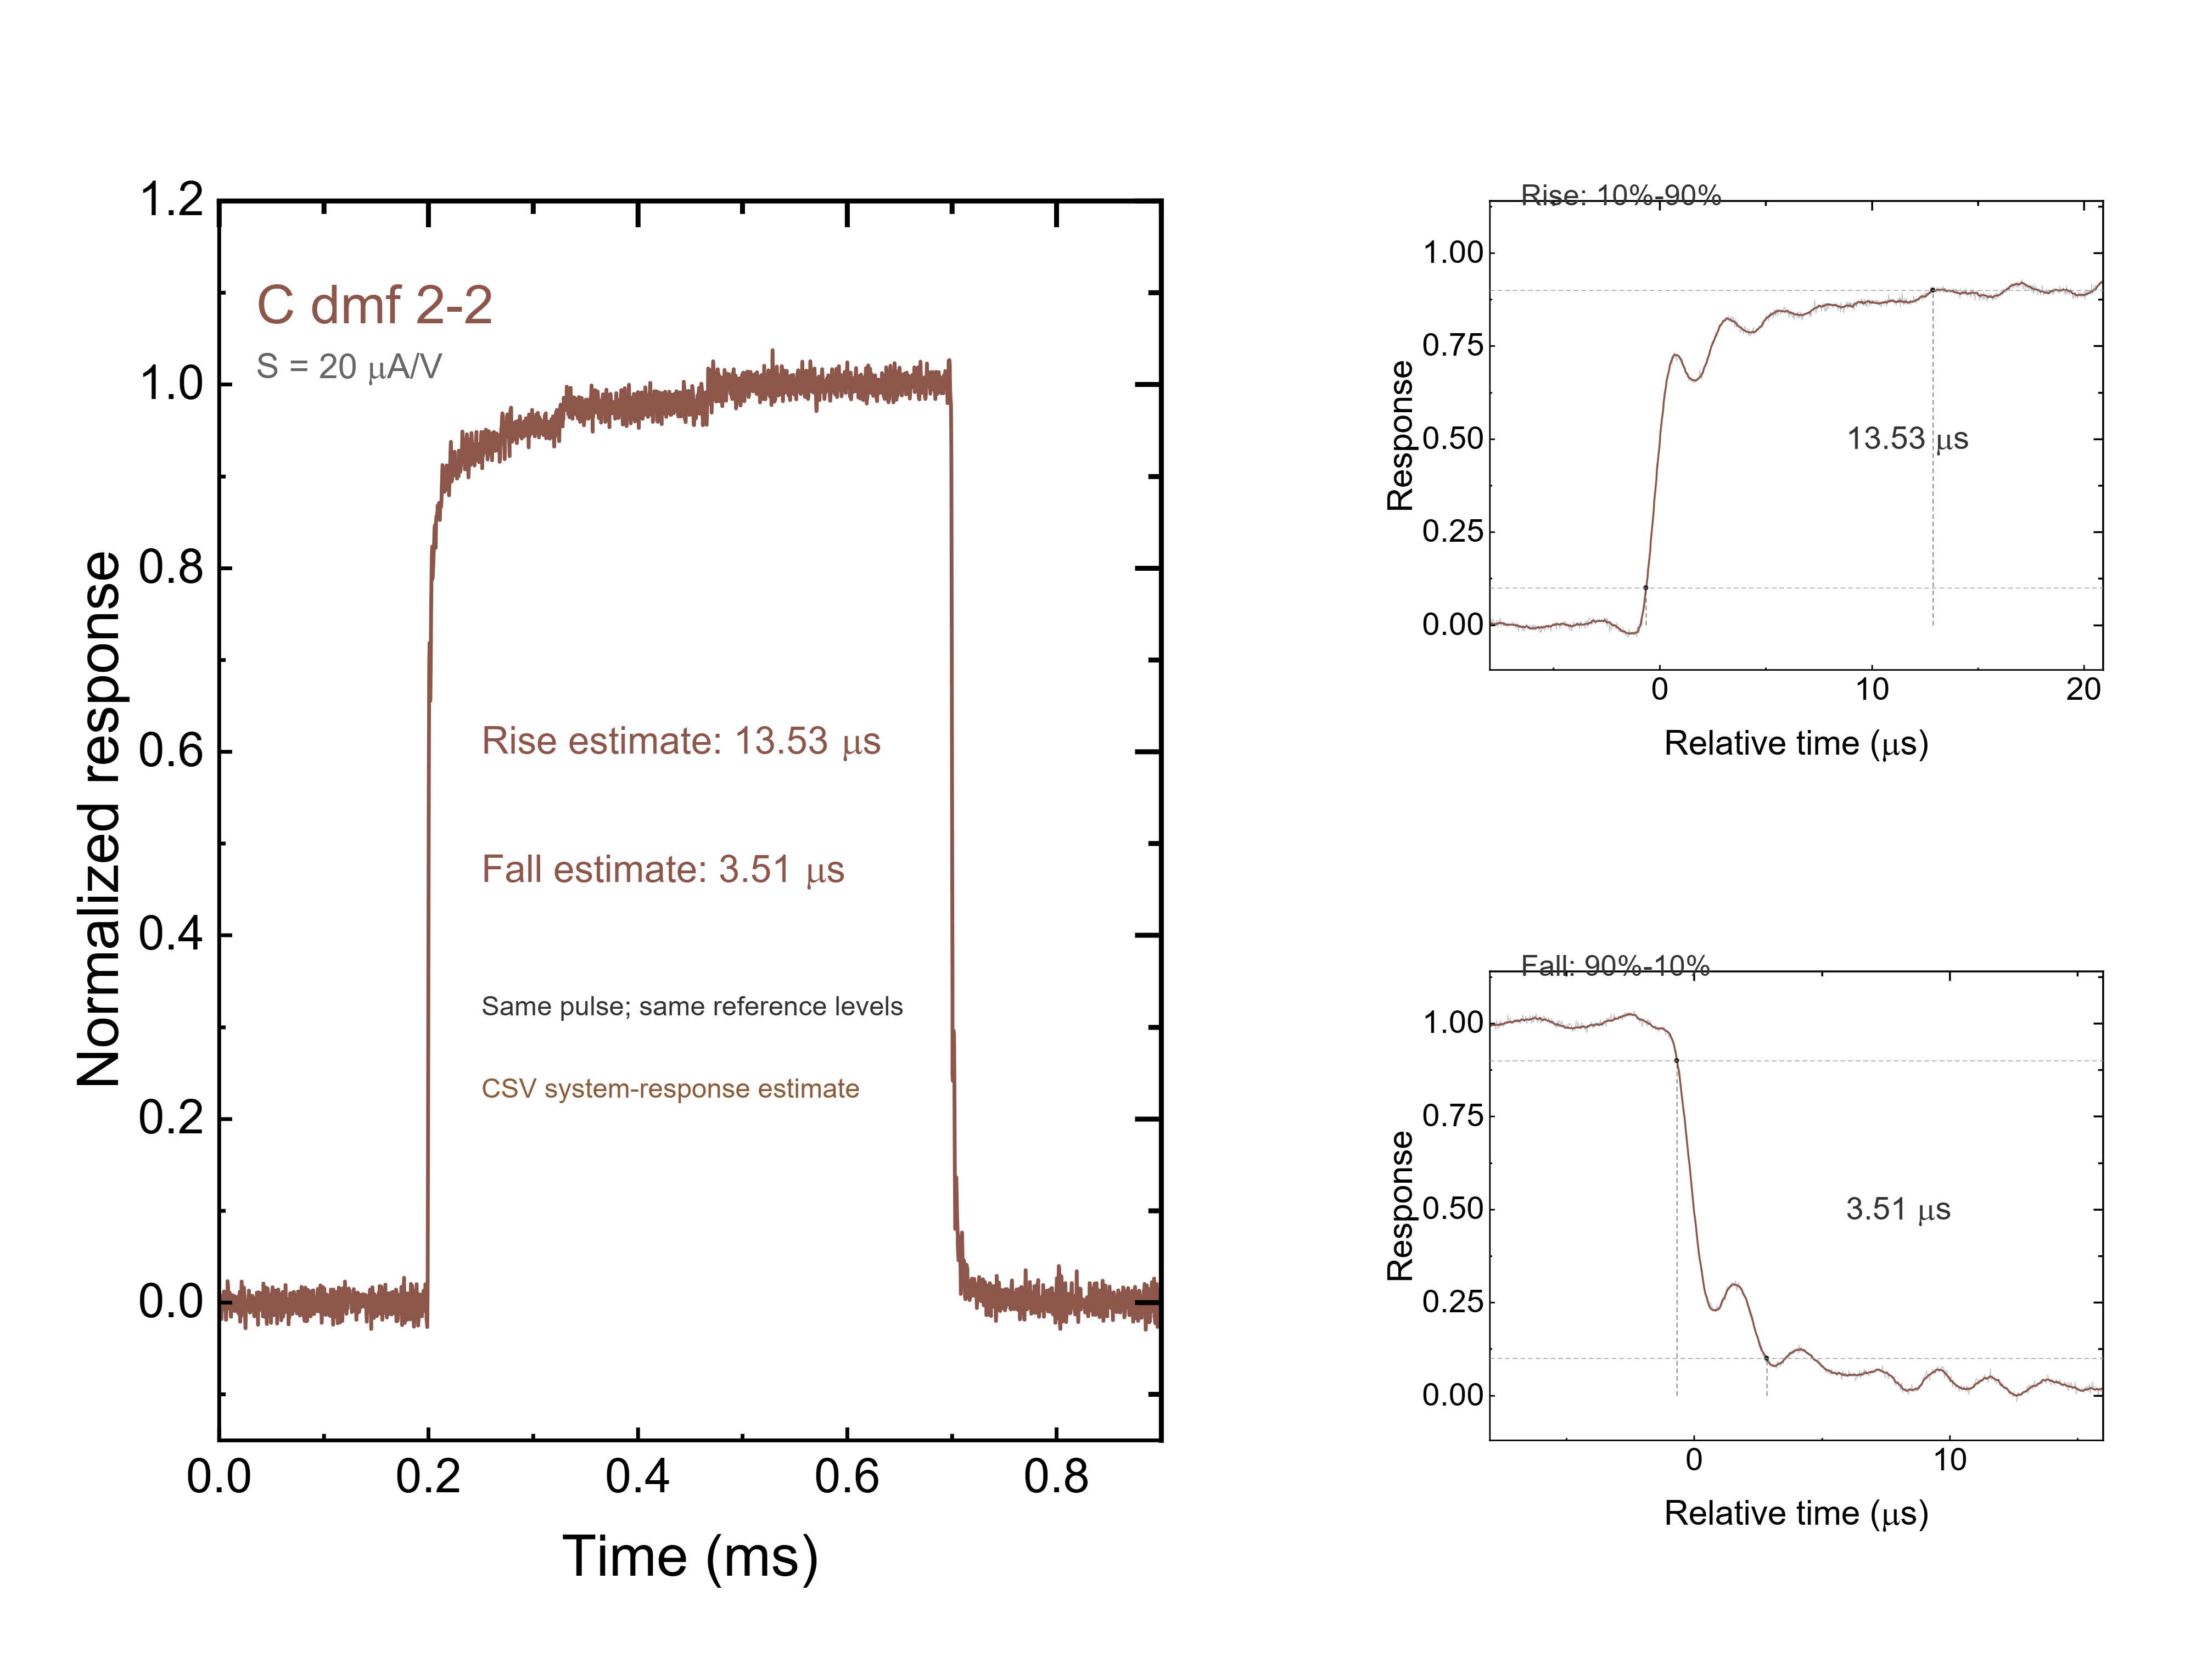 C dmf 2-2
S = 20 μA/V
Rise estimate: 13.53 μs
Fall estimate: 3.51 μs
Same pulse; same reference levels
CSV system-response estimate
Normalized response
1.2
1.0
0.8
0.6
0.4
0.2
0.0
0.0 0.2 0.4 0.6 0.8
Time (ms)
Rise: 10%-90%
Response
1.00
0.75
0.50
0.25
0.00
13.53 μs
0 10 20
Relative time (μs)
Fall: 90%-10%
Response
1.00
0.75
0.50
0.25
0.00
3.51 μs
0 10
Relative time (μs)